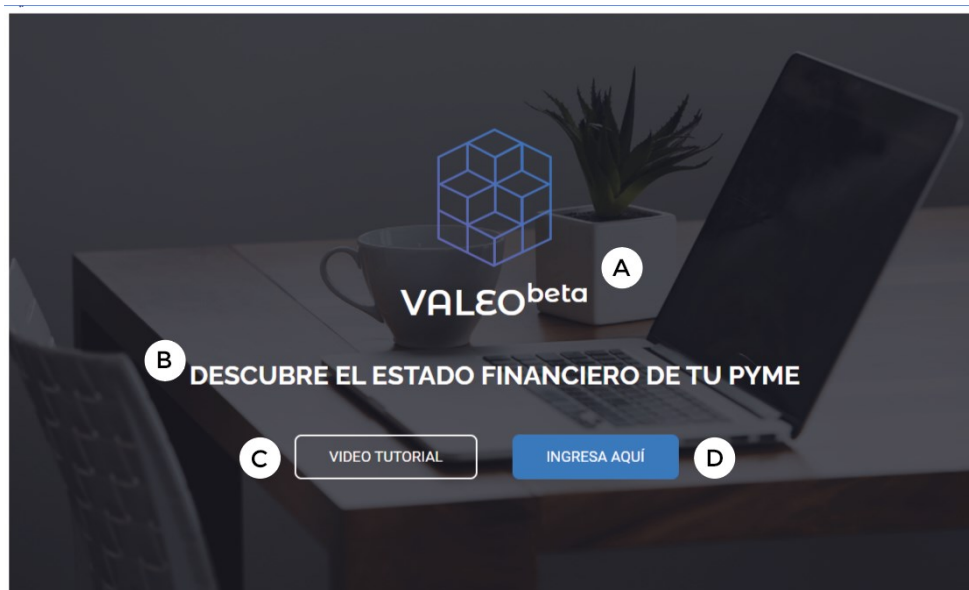 A
VALEObeta
B
DESCUBRE EL ESTADO FINANCIERO DE TU PYME
C VIDEO TUTORIAL INGRESA AQUÍ D